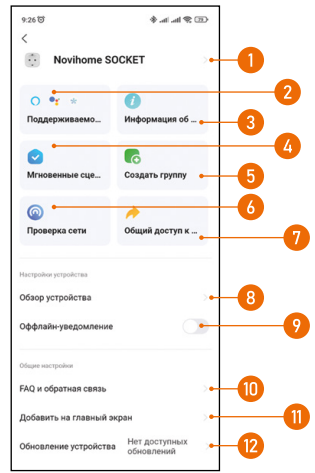 9:26
29
Novihome SOCKET
1
2
Поддерживаемо...
Информация об ...
3
4
Мгновенные сце...
Создать группу
5
6
Проверка сети
Общий доступ к ...
7
Настройки устройства
Обзор устройства
8
Оффлайн-уведомление
9
Общие настройки
FAQ и обратная связь
10
Добавить на главный экран
11
Обновление устройства
Нет доступных
обновлений
12